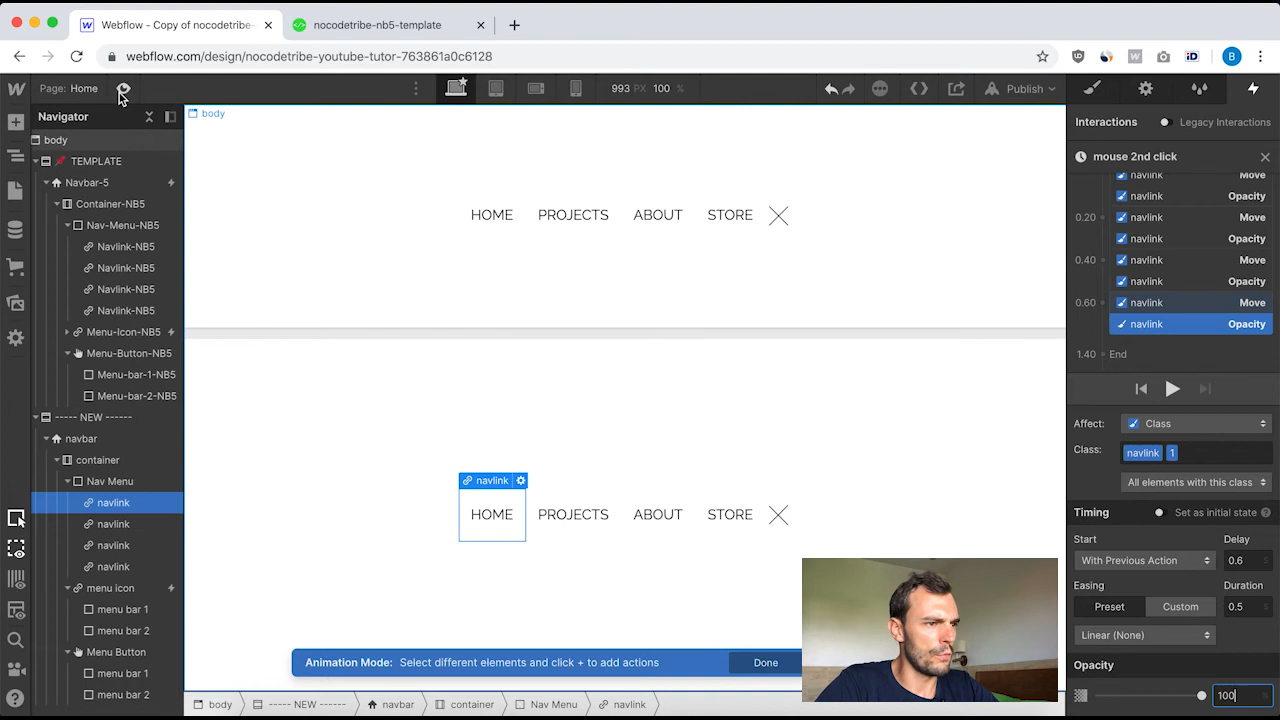 Webflow - Copy of nocodetribe-
nocodetribe-nb5-template
webflow.com/design/nocodetribe-youtube-tutor-763861a0c6128
B
Page: Home
993 PX 100 %
Publish
Navigator
body
TEMPLATE
Navbar-5
Container-NB5
Nav-Menu-NB5
Navlink-NB5
Navlink-NB5
Navlink-NB5
Navlink-NB5
Menu-Icon-NB5
Menu-Button-NB5
Menu-bar-1-NB5
Menu-bar-2-NB5
----- NEW ------
navbar
container
Nav Menu
navlink
navlink
navlink
navlink
menu icon
menu bar 1
menu bar 2
Menu Button
menu bar 1
menu bar 2
body
HOME PROJECTS ABOUT STORE
navlink
HOME PROJECTS ABOUT STORE
Animation Mode: Select different elements and click + to add actions Done
body ----- NEW ------ navbar container Nav Menu navlink
Interactions Legacy Interactions
mouse 2nd click
navlink Move
navlink Opacity
0.20 navlink Move
navlink Opacity
0.40 navlink Move
navlink Opacity
0.60 navlink Move
navlink Opacity
1.40 End
Affect: Class
Class: navlink 1
All elements with this class
Timing Set as initial state
Start Delay
With Previous Action 0.6 S
Easing Duration
Preset Custom 0.5 S
Linear (None)
Opacity
100 %